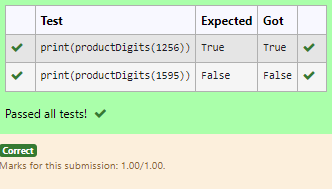 Test Expected Got
print(productDigits(1256)) True True
print(productDigits(1595)) False False
Passed all tests!
Correct
Marks for this submission: 1.00/1.00.